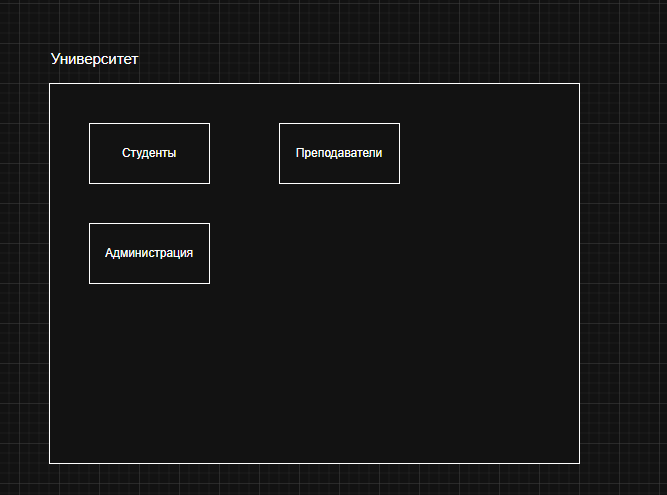 Университет
Студенты
Преподаватели
Администрация